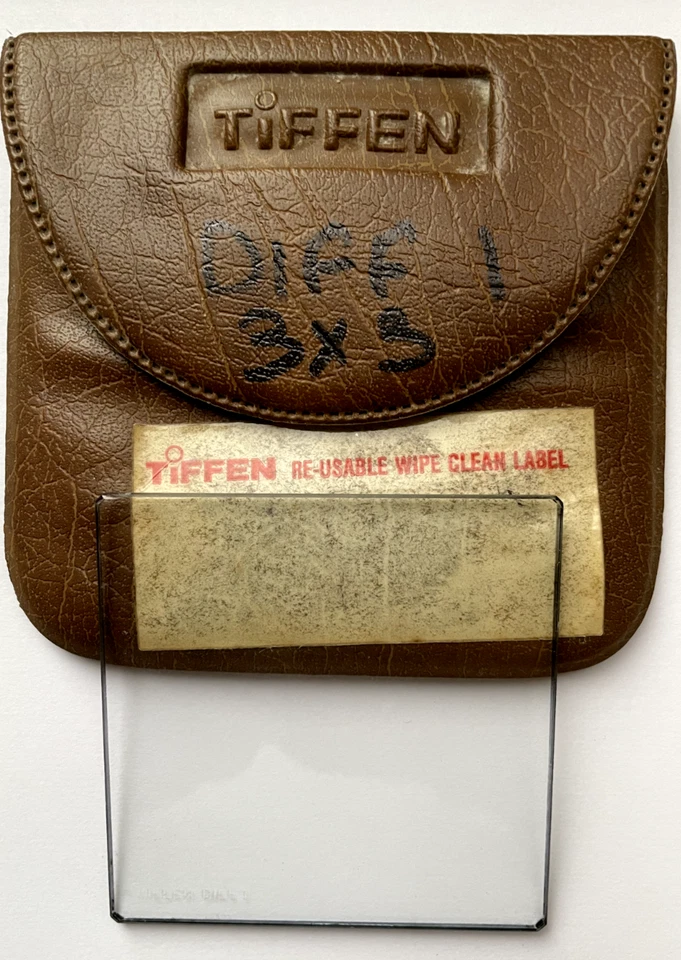 TiFFEN
DIFF 1
3x3
TiFFEN RE-USABLE WIPE CLEAN LABEL